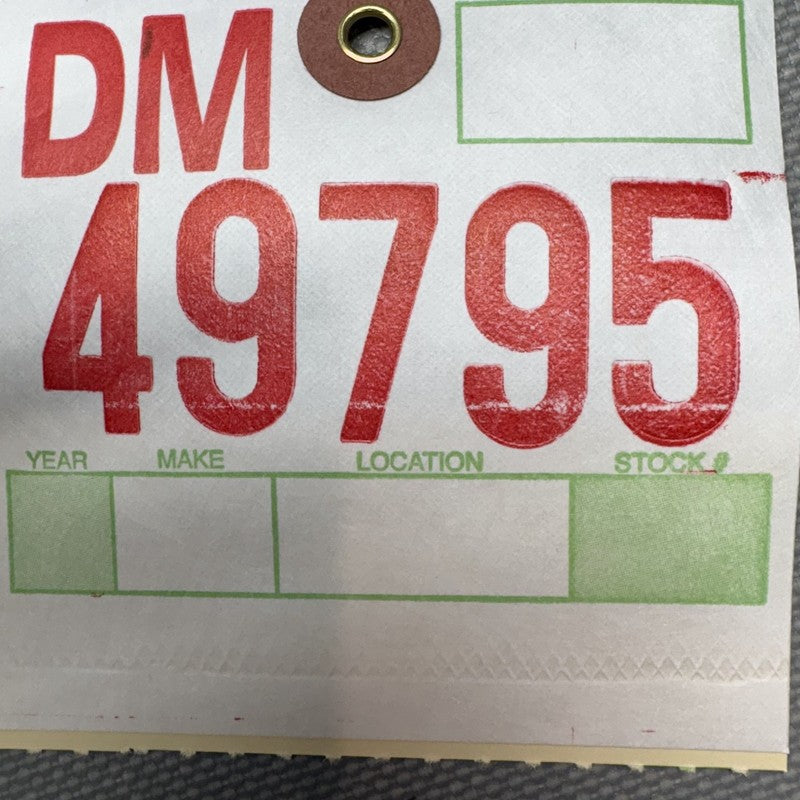 DM
49795
YEAR MAKE LOCATION STOCK #